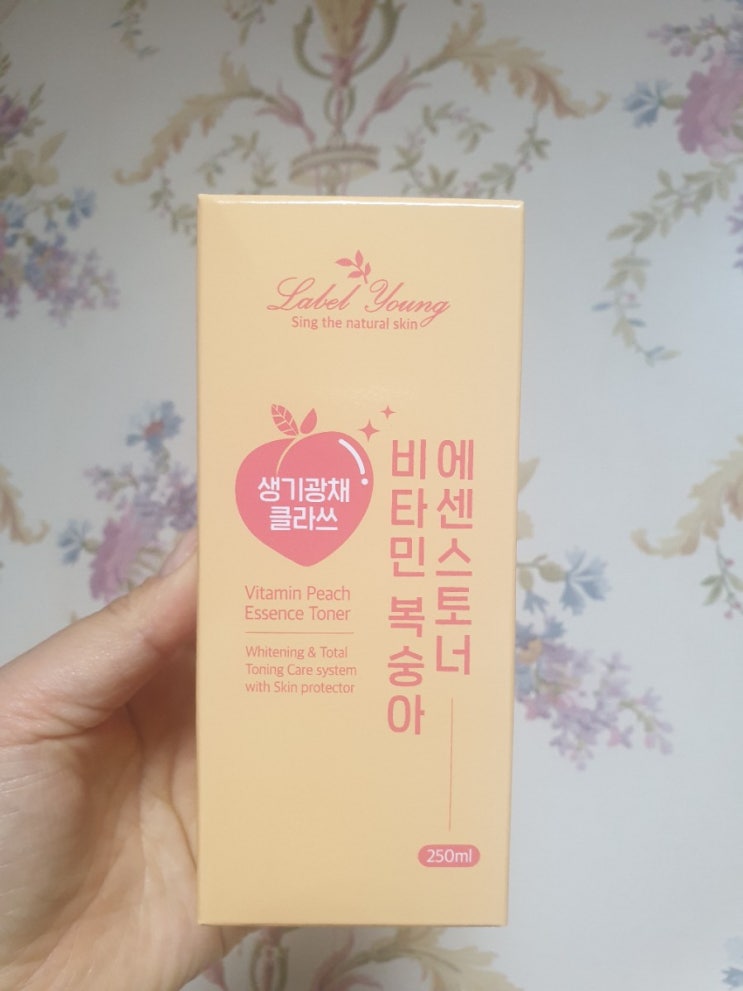 Label Young
Sing the natural skin
생기광채
클라쓰
Vitamin Peach
Essence Toner
Whitening & Total
Toning Care system
with Skin protector
비타민 복숭아
에센스토너
250ml